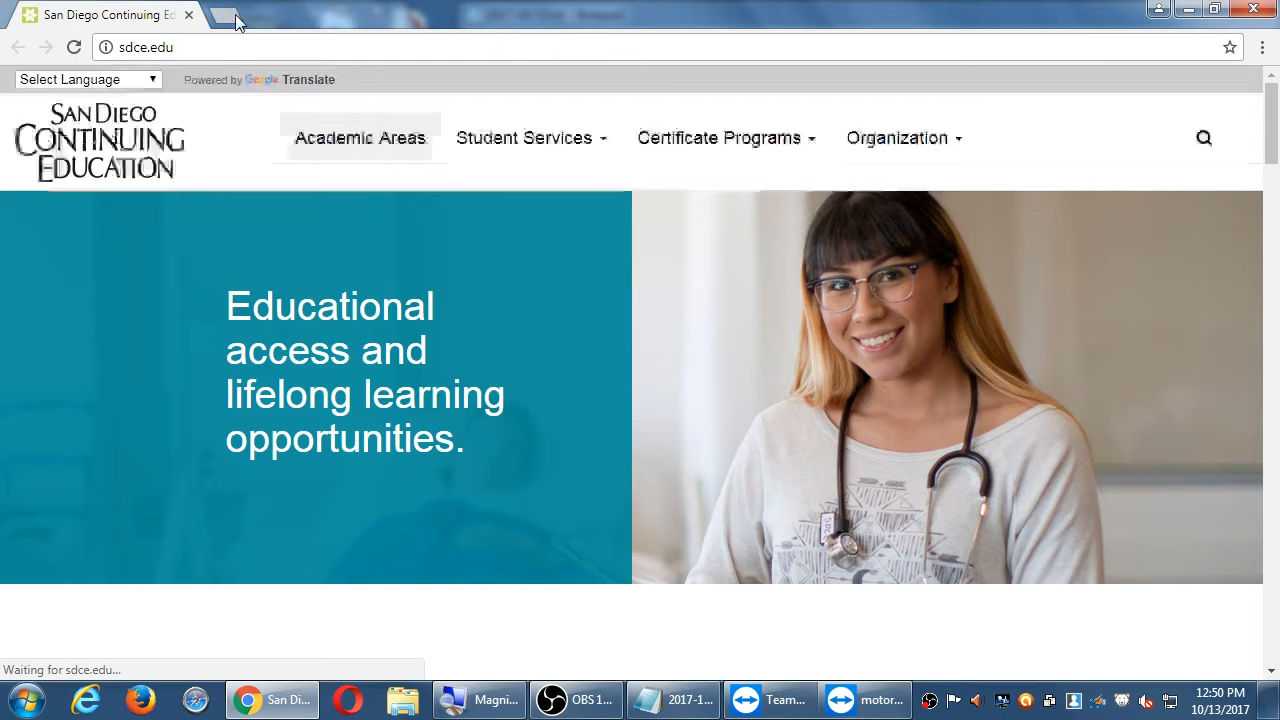 San Diego Continuing Ed
sdce.edu
Select Language
Powered by Google Translate
SAN DIEGO
CONTINUING
EDUCATION
Academic Areas
Student Services
Certificate Programs
Organization
Educational
access and
lifelong learning
opportunities.
Waiting for sdce.edu...
San Di...
Magni...
OBS 1...
2017-1...
Team...
motor...
12:50 PM
10/13/2017